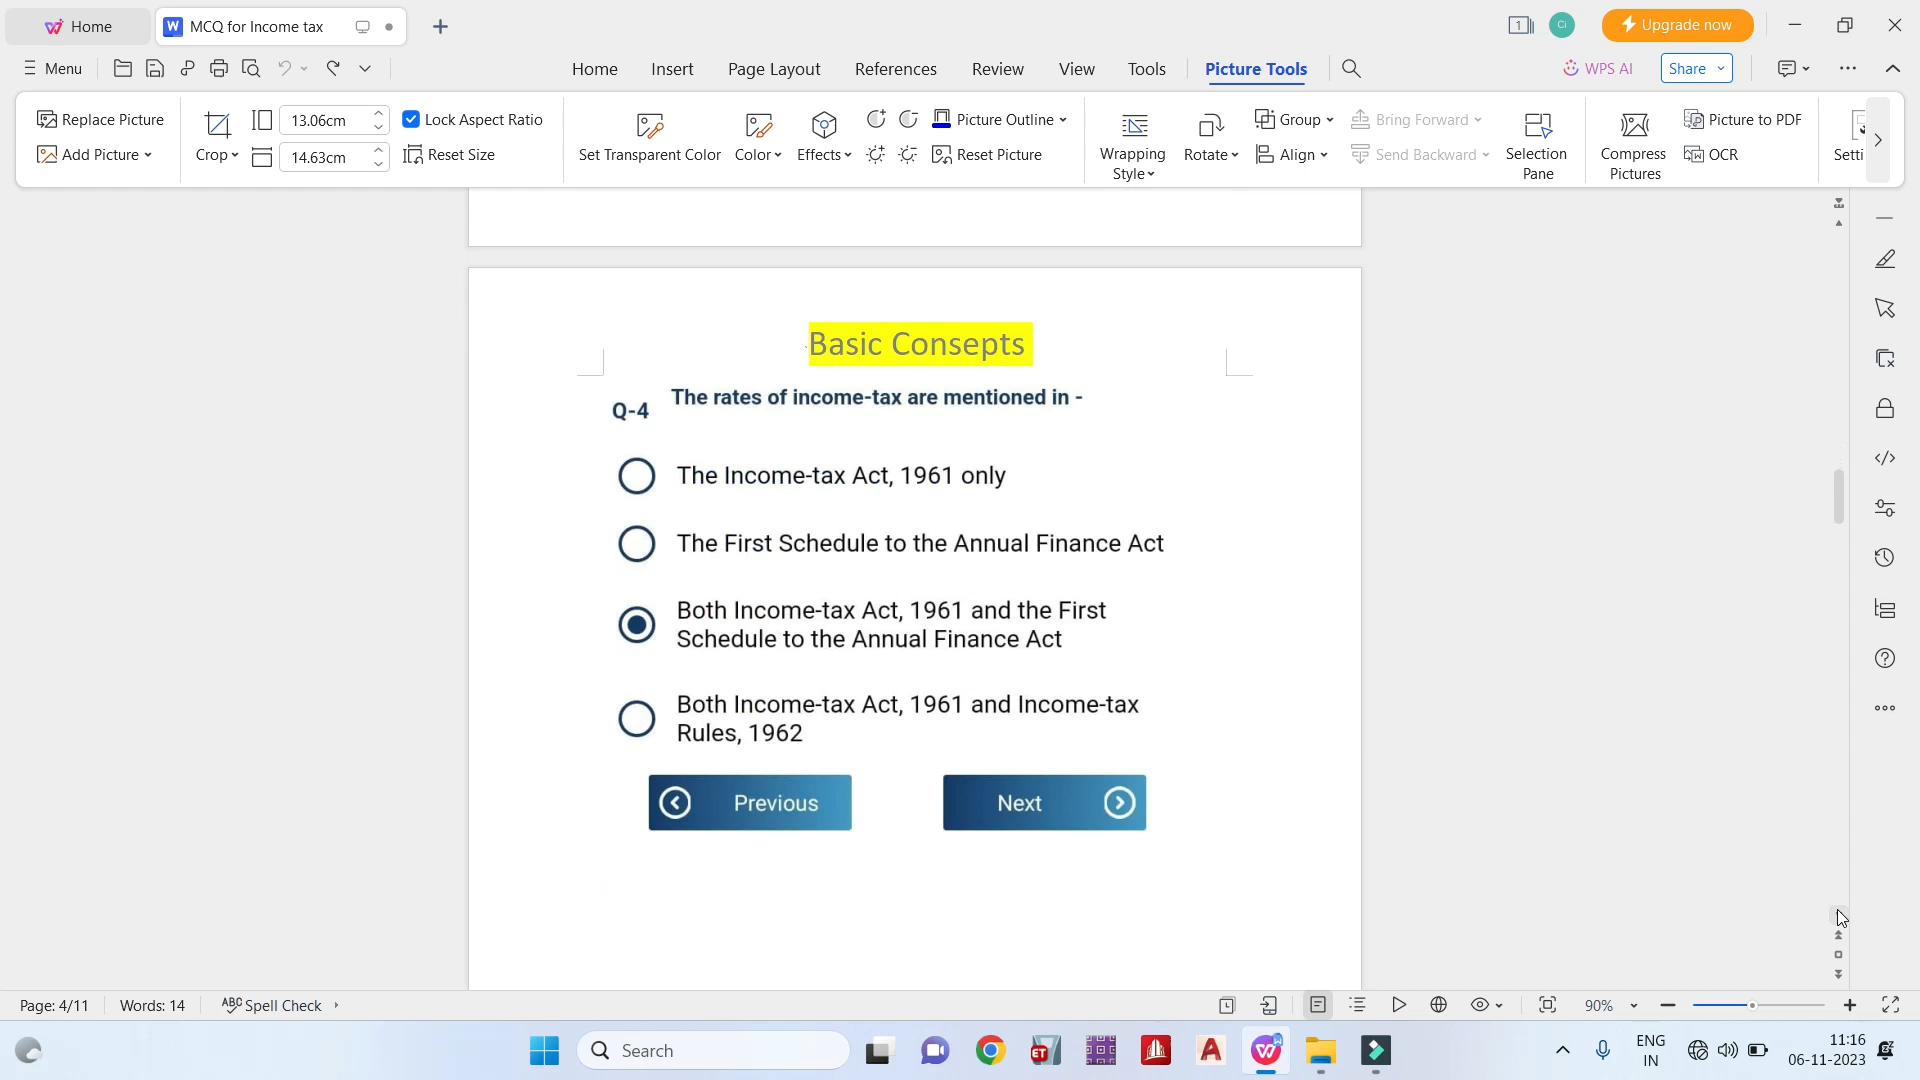 Home
MCQ for Income tax
1
Ci
Upgrade now
Menu
Home
Insert
Page Layout
References
Review
View
Tools
Picture Tools
WPS AI
Share
Replace Picture
Add Picture
Crop
13.06cm
14.63cm
Lock Aspect Ratio
Reset Size
Set Transparent Color
Color
Effects
Picture Outline
Reset Picture
Wrapping
Style
Rotate
Group
Align
Bring Forward
Send Backward
Selection
Pane
Compress
Pictures
Picture to PDF
OCR
Setti
Basic Consepts
Q-4
The rates of income-tax are mentioned in -
The Income-tax Act, 1961 only
The First Schedule to the Annual Finance Act
Both Income-tax Act, 1961 and the First
Schedule to the Annual Finance Act
Both Income-tax Act, 1961 and Income-tax
Rules, 1962
Previous
Next
Page: 4/11
Words: 14
ABC Spell Check
90%
Search
ET
A
ENG
IN
11:16
06-11-2023